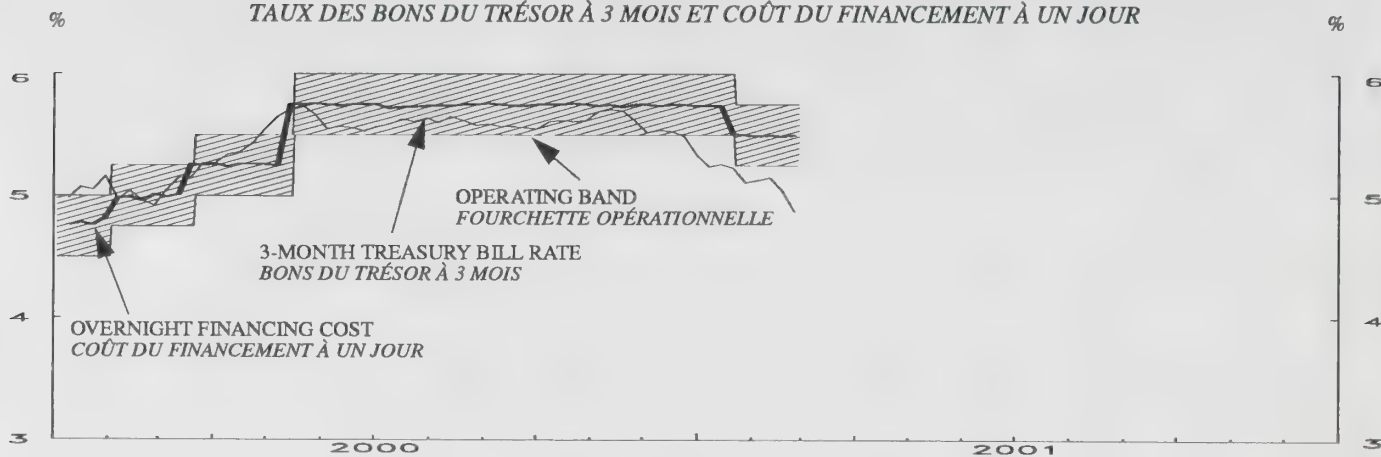 TAUX DES BONS DU TRÉSOR À 3 MOIS ET COÛT DU FINANCEMENT À UN JOUR
% %
6 6
5 5
OPERATING BAND
FOURCHETTE OPÉRATIONNELLE
3-MONTH TREASURY BILL RATE
BONS DU TRÉSOR À 3 MOIS
4 4
OVERNIGHT FINANCING COST
COÛT DU FINANCEMENT À UN JOUR
3 3
2000 2001